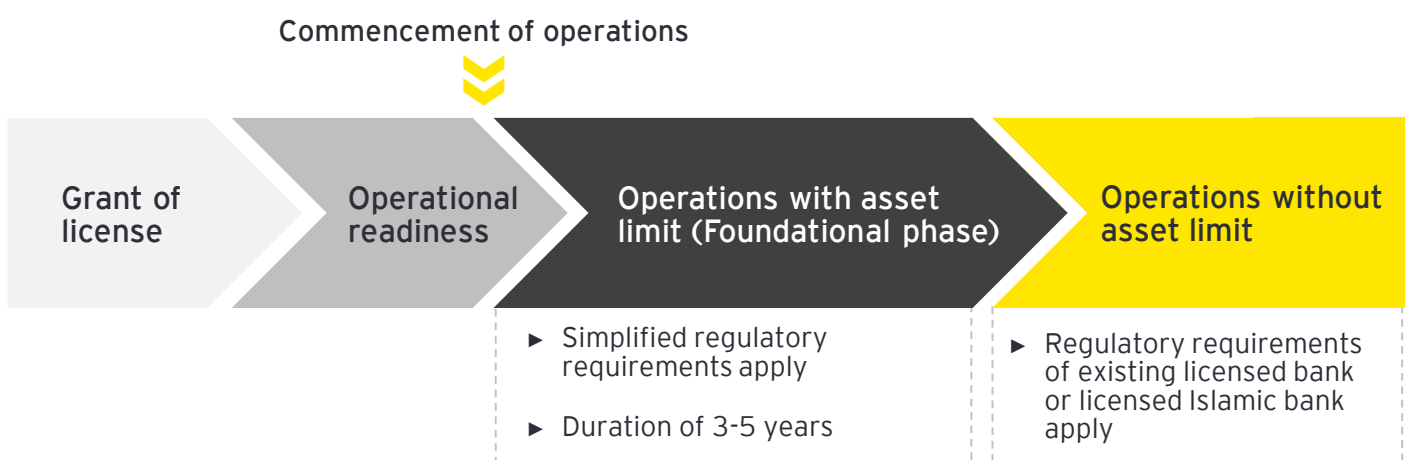 Commencement of operations
Grant of
license
Operational
readiness
Operations with asset
limit (Foundational phase)
Operations without
asset limit
► Simplified regulatory
requirements apply
► Duration of 3-5 years
► Regulatory requirements
of existing licensed bank
or licensed Islamic bank
apply